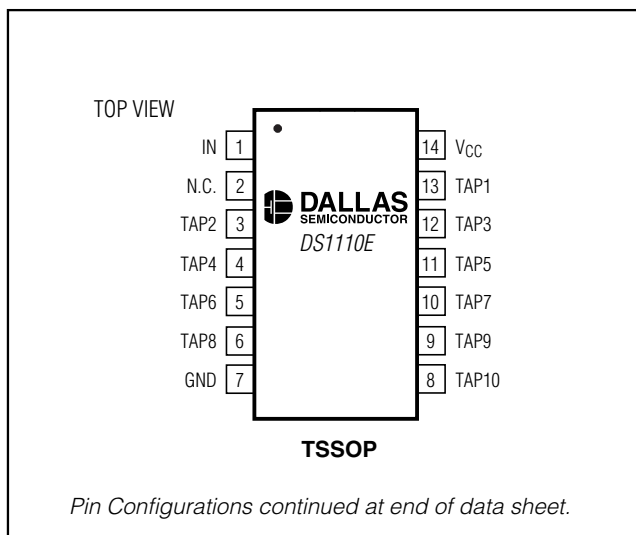 TOP VIEW
IN 1
N.C. 2
TAP2 3
TAP4 4
TAP6 5
TAP8 6
GND 7
DALLAS
SEMICONDUCTOR
DS1110E
14 VCC
13 TAP1
12 TAP3
11 TAP5
10 TAP7
9 TAP9
8 TAP10
TSSOP
Pin Configurations continued at end of data sheet.